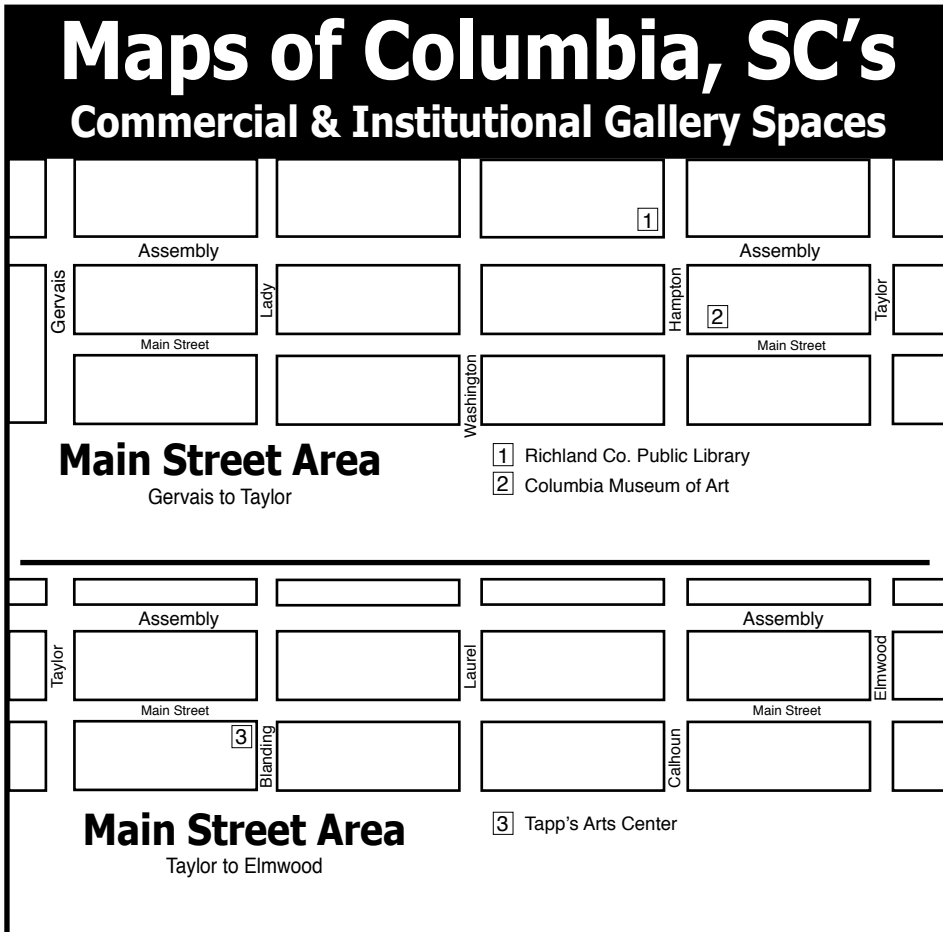 Maps of Columbia, SC’s
Commercial & Institutional Gallery Spaces
1
Assembly
Assembly
Gervais
Lady
Hampton
Taylor
2
Main Street
Main Street
Washington
Main Street Area
Gervais to Taylor
1 Richland Co. Public Library
2 Columbia Museum of Art
Assembly
Assembly
Taylor
Laurel
Elmwood
Main Street
Main Street
3
Blanding
Calhoun
Main Street Area
Taylor to Elmwood
3 Tapp’s Arts Center